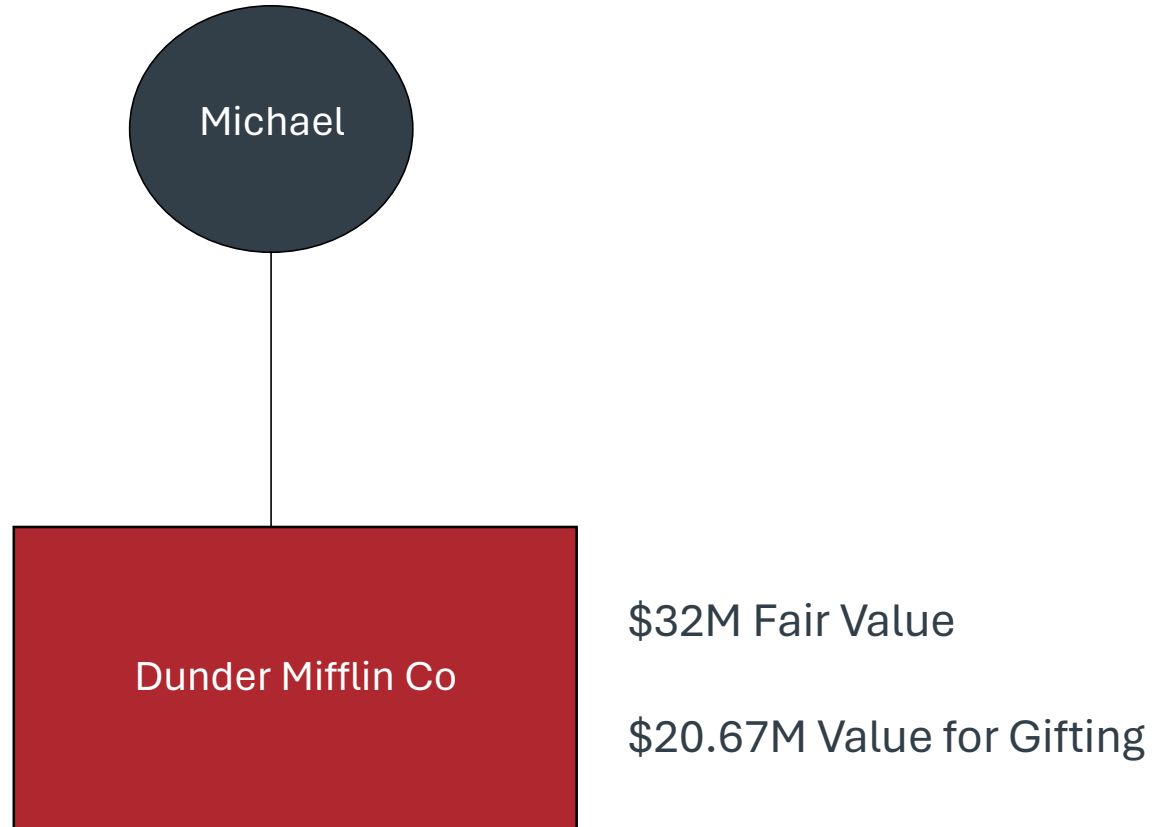 Michael
Dunder Mifflin Co
$32M Fair Value
$20.67M Value for Gifting